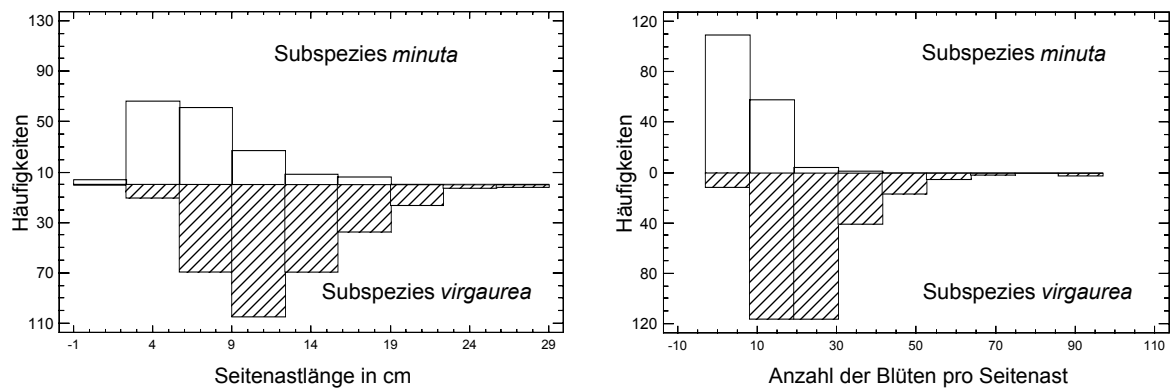 130
90
50
10
30
70
110
Häufigkeiten
Subspezies minuta
Subspezies virgaurea
-1 4 9 14 19 24 29
Seitenastlänge in cm
120
80
40
0
40
80
120
Häufigkeiten
Subspezies minuta
Subspezies virgaurea
-10 10 30 50 70 90 110
Anzahl der Blüten pro Seitenast